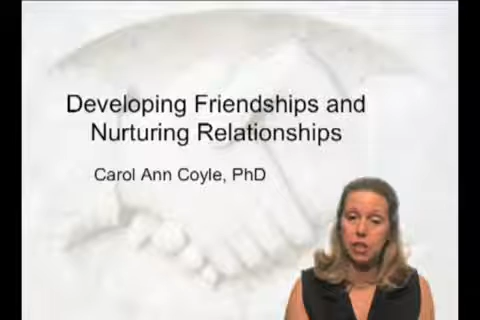 Developing Friendships and
Nurturing Relationships
Carol Ann Coyle, PhD